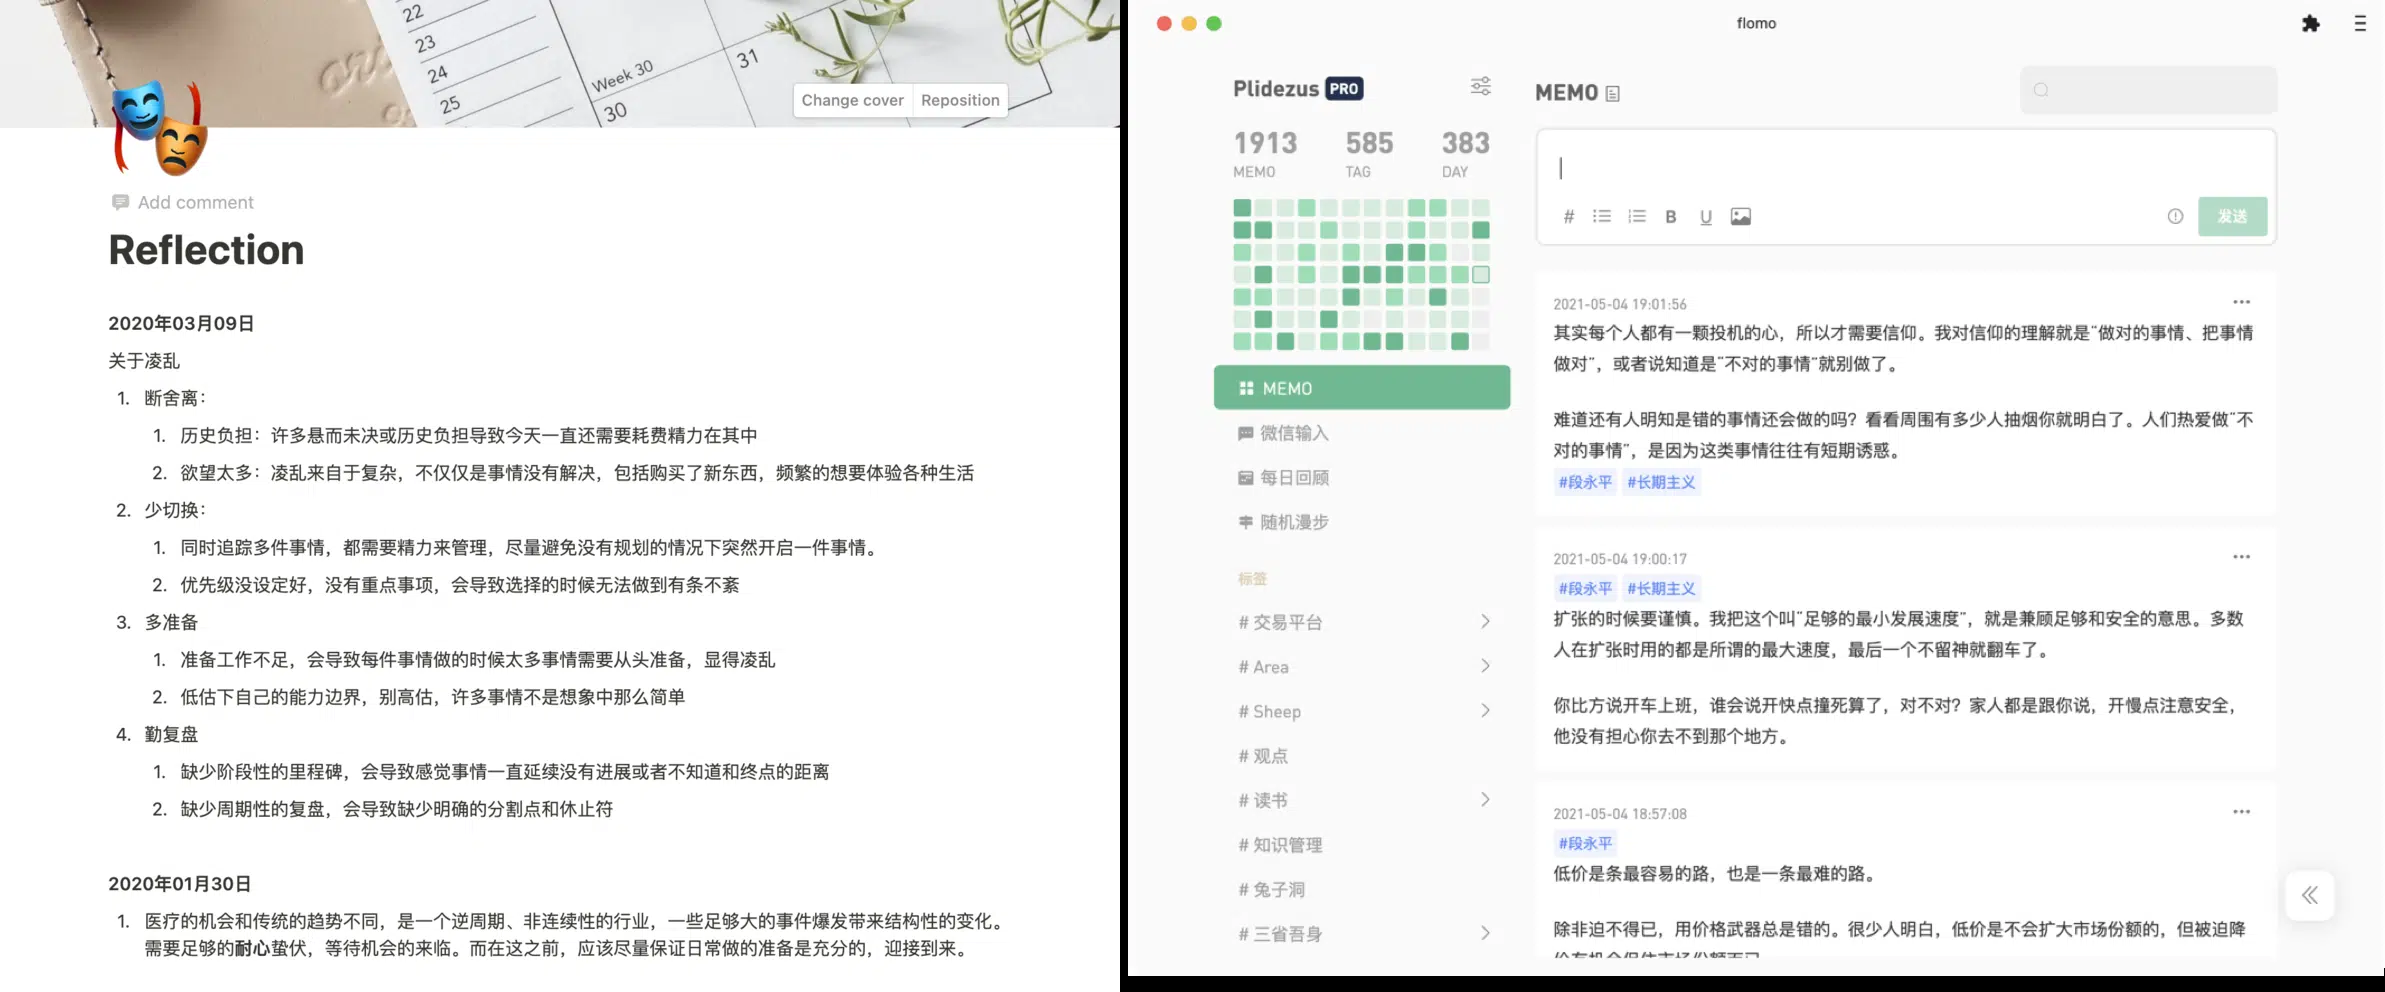 22
23
24
25
Week 30
30
31
Change cover
Reposition
Add comment
Reflection
2020年03月09日
关于凌乱
1. 断舍离：
1. 历史负担：许多悬而未决或历史负担导致今天一直还需要耗费精力在其中
2. 欲望太多：凌乱来自于复杂，不仅仅是事情没有解决，包括购买了新东西，频繁的想要体验各种生活
2. 少切换：
1. 同时追踪多件事情，都需要精力来管理，尽量避免没有规划的情况下突然开启一件事情。
2. 优先级没设定好，没有重点事项，会导致选择的时候无法做到有条不紊
3. 多准备
1. 准备工作不足，会导致每件事情做的时候太多事情需要从头准备，显得凌乱
2. 低估下自己的能力边界，别高估，许多事情不是想象中那么简单
4. 勤复盘
1. 缺少阶段性的里程碑，会导致感觉事情一直延续没有进展或者不知道和终点的距离
2. 缺少周期性的复盘，会导致缺少明确的分割点和休止符
2020年01月30日
1. 医疗的机会和传统的趋势不同，是一个逆周期、非连续性的行业，一些足够大的事件爆发带来结构性的变化。
需要足够的耐心蛰伏，等待机会的来临。而在这之前，应该尽量保证日常做的准备是充分的，迎接到来。
flomo
Plidezus PRO
1913 585 383
MEMO TAG DAY
MEMO
微信输入
每日回顾
随机漫步
标签
# 交易平台
# Area
# Sheep
# 观点
# 读书
# 知识管理
# 兔子洞
# 三省吾身
MEMO
# B U
发送
2021-05-04 19:01:56
其实每个人都有一颗投机的心，所以才需要信仰。我对信仰的理解就是“做对的事情、把事情
做对”，或者说知道是“不对的事情”就别做了。
难道还有人明知是错的事情还会做的吗？看看周围有多少人抽烟你就明白了。人们热爱做“不
对的事情”，是因为这类事情往往有短期诱惑。
#段永平 #长期主义
2021-05-04 19:00:17
#段永平 #长期主义
扩张的时候要谨慎。我把这个叫“足够的最小发展速度”，就是兼顾足够和安全的意思。多数
人在扩张时用的都是所谓的最大速度，最后一个不留神就翻车了。
你比方说开车上班，谁会说开快点撞死算了，对不对？家人都是跟你说，开慢点注意安全，
他没有担心你去不到那个地方。
2021-05-04 18:57:08
#段永平
低价是条最容易的路，也是一条最难的路。
除非迫不得已，用价格武器总是错的。很少人明白，低价是不会扩大市场份额的，但被迫降